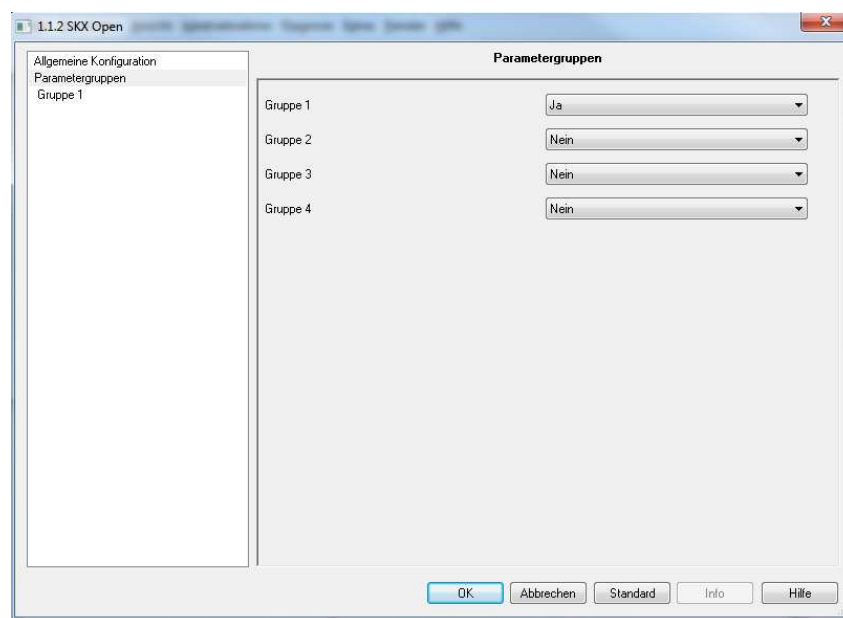 1.1.2 SKX Open
Allgemeine Konfiguration
Parametergruppen
Gruppe 1
Parametergruppen
Gruppe 1 Ja
Gruppe 2 Nein
Gruppe 3 Nein
Gruppe 4 Nein
OK Abbrechen Standard Info Hilfe